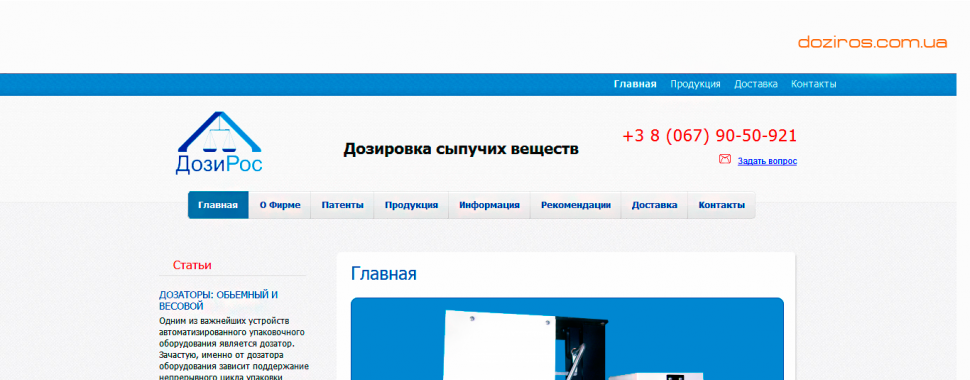 doziros.com.ua
Главная Продукция Доставка Контакты
ДозиРос
Дозировка сыпучих веществ
+3 8 (067) 90-50-921
Задать вопрос
Главная О Фирме Патенты Продукция Информация Рекомендации Доставка Контакты
Статьи
ДОЗАТОРЫ: ОБЬЕМНЫЙ И
ВЕСОВОЙ
Одним из важнейших устройств
автоматизированного упаковочного
оборудования является дозатор.
Зачастую, именно от дозатора
оборудования зависит поддержание
непрерывного цикла упаковки
Главная